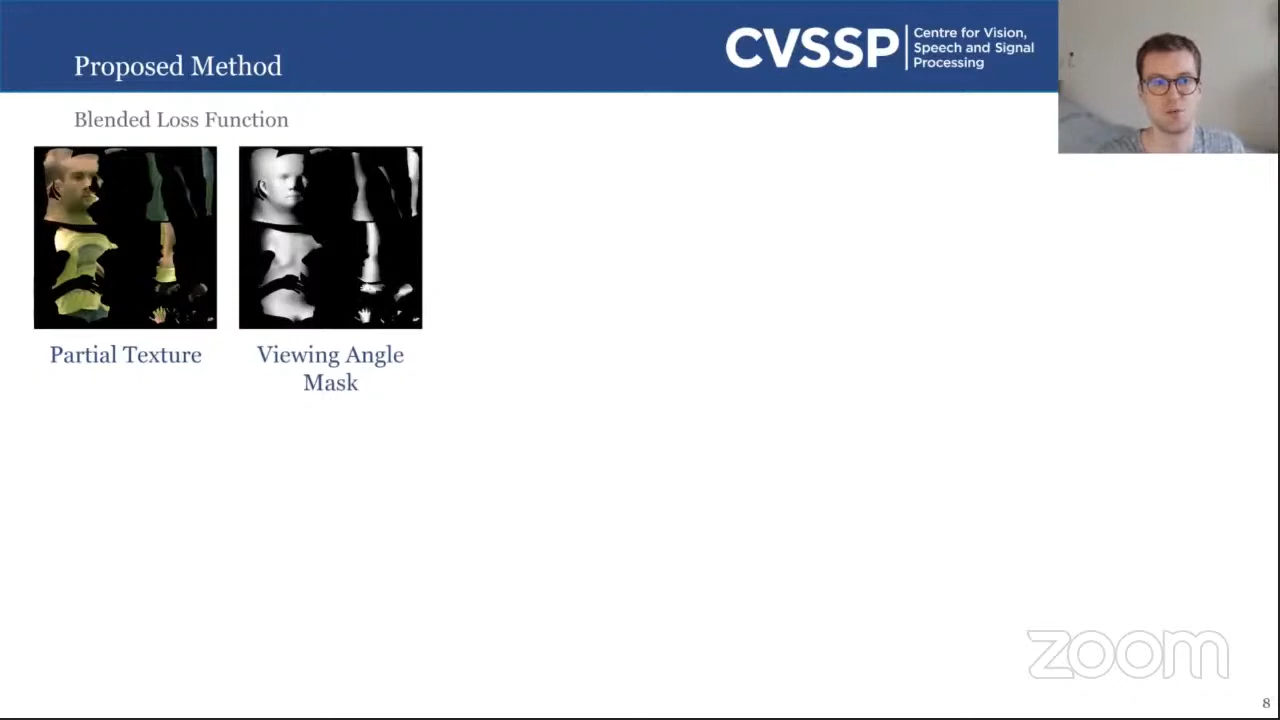 Proposed Method
CVSSP
Centre for Vision,
Speech and Signal
Processing
Blended Loss Function
Partial Texture
Viewing Angle
Mask
zoom
8